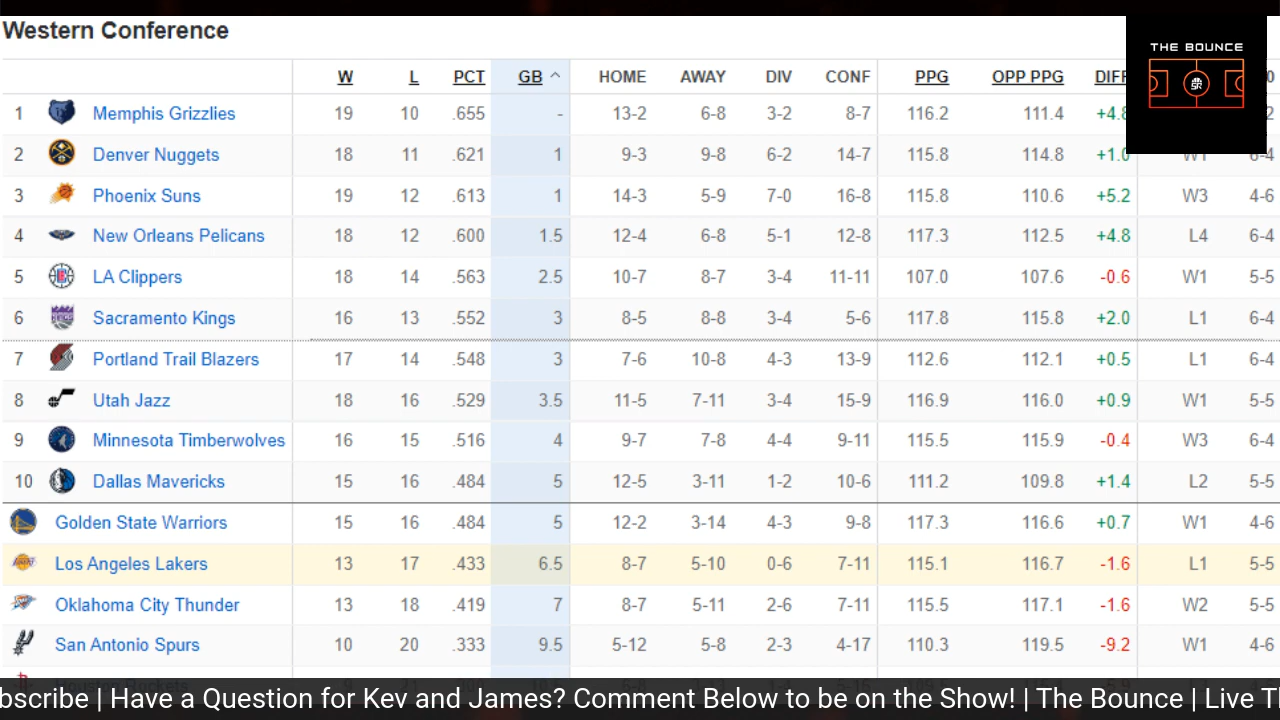 Western Conference
THE BOUNCE
W L PCT GB ^ HOME AWAY DIV CONF PPG OPP PPG DIFF
1 Memphis Grizzlies 19 10 .655 - 13-2 6-8 3-2 8-7 116.2 111.4 +4.8
2 Denver Nuggets 18 11 .621 1 9-3 9-8 6-2 14-7 115.8 114.8 +1.0 W1 6-4
3 Phoenix Suns 19 12 .613 1 14-3 5-9 7-0 16-8 115.8 110.6 +5.2 W3 4-6
4 New Orleans Pelicans 18 12 .600 1.5 12-4 6-8 5-1 12-8 117.3 112.5 +4.8 L4 6-4
5 LA Clippers 18 14 .563 2.5 10-7 8-7 3-4 11-11 107.0 107.6 -0.6 W1 5-5
6 Sacramento Kings 16 13 .552 3 8-5 8-8 3-4 5-6 117.8 115.8 +2.0 L1 6-4
7 Portland Trail Blazers 17 14 .548 3 7-6 10-8 4-3 13-9 112.6 112.1 +0.5 L1 6-4
8 Utah Jazz 18 16 .529 3.5 11-5 7-11 3-4 15-9 116.9 116.0 +0.9 W1 5-5
9 Minnesota Timberwolves 16 15 .516 4 9-7 7-8 4-4 9-11 115.5 115.9 -0.4 W3 6-4
10 Dallas Mavericks 15 16 .484 5 12-5 3-11 1-2 10-6 111.2 109.8 +1.4 L2 5-5
Golden State Warriors 15 16 .484 5 12-2 3-14 4-3 9-8 117.3 116.6 +0.7 W1 4-6
Los Angeles Lakers 13 17 .433 6.5 8-7 5-10 0-6 7-11 115.1 116.7 -1.6 L1 5-5
Oklahoma City Thunder 13 18 .419 7 8-7 5-11 2-6 7-11 115.5 117.1 -1.6 W2 5-5
San Antonio Spurs 10 20 .333 9.5 5-12 5-8 2-3 4-17 110.3 119.5 -9.2 W1 4-6
Houston Rockets
bscribe | Have a Question for Kev and James? Comment Below to be on the Show! | The Bounce | Live T